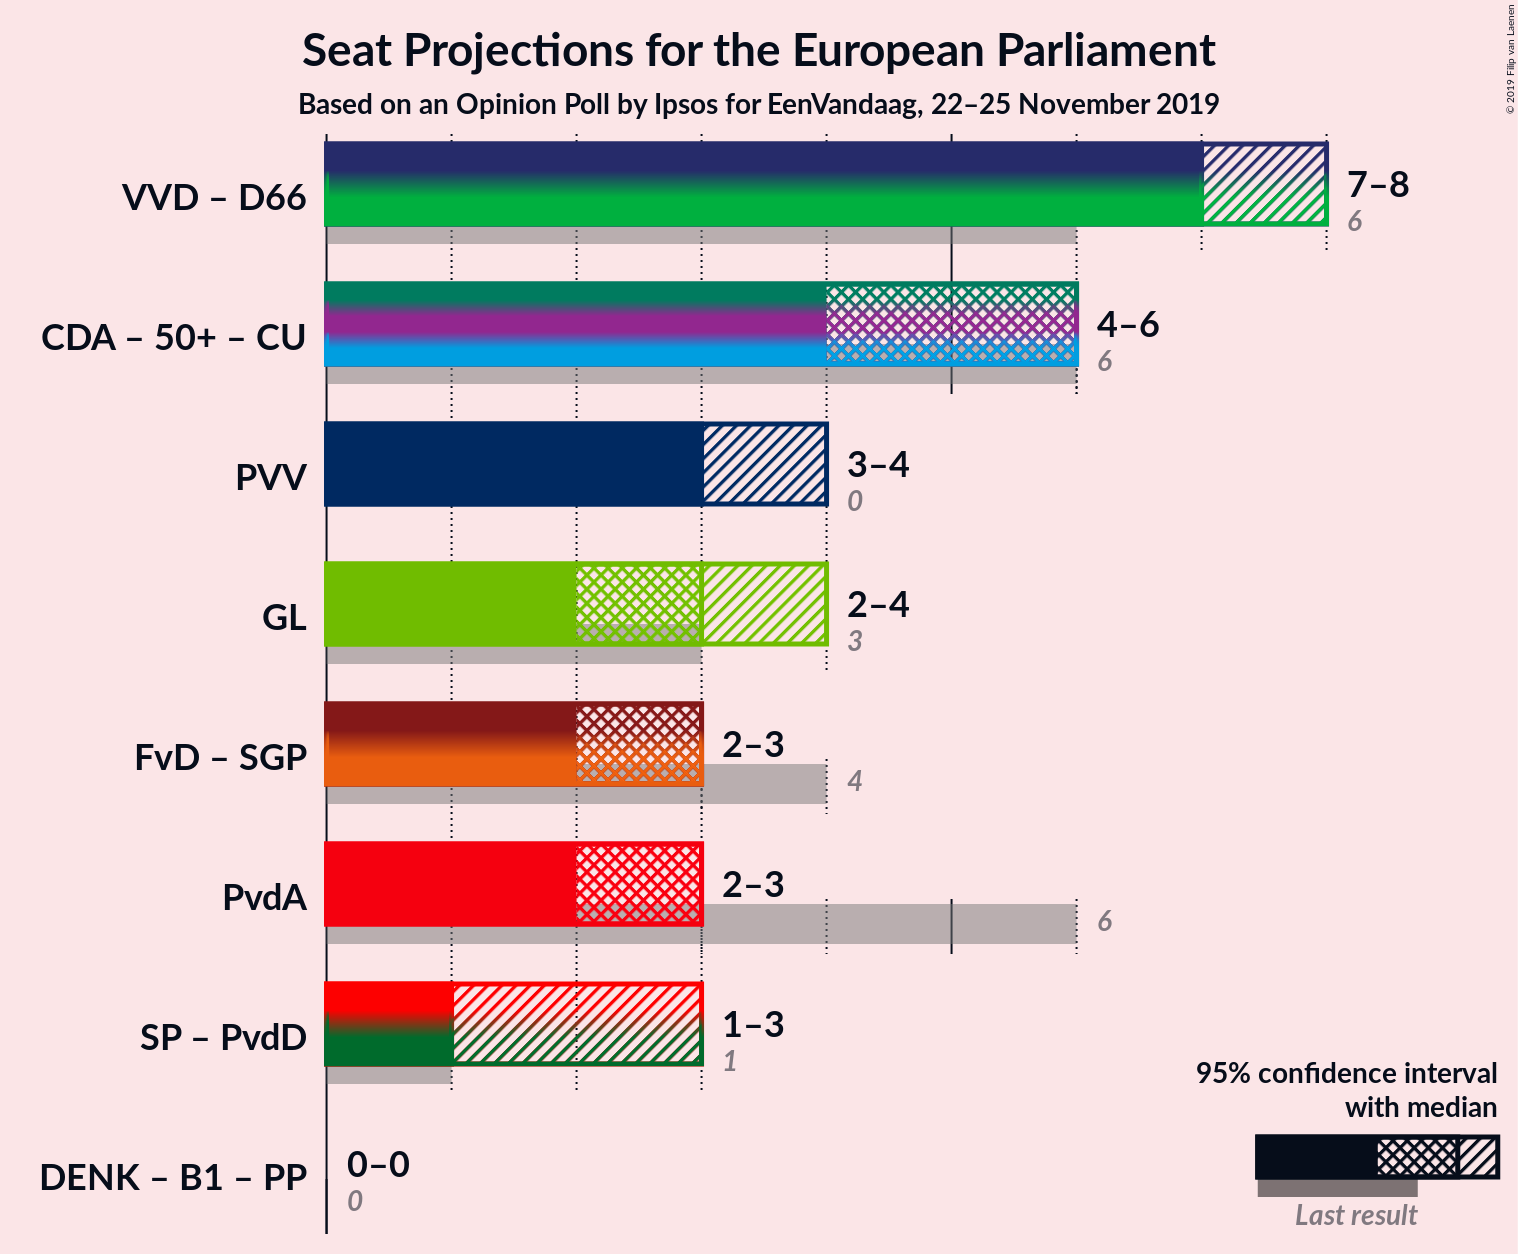 Seat Projections for the European Parliament
Based on an Opinion Poll by Ipsos for EenVandaag, 22–25 November 2019
© 2019 Filip van Laenen
VVD – D66
7–8
6
CDA – 50+ – CU
4–6
6
PVV
3–4
0
GL
2–4
3
FvD – SGP
2–3
4
PvdA
2–3
6
SP – PvdD
1–3
1
DENK – B1 – PP
0–0
0
95% confidence interval
with median
Last result